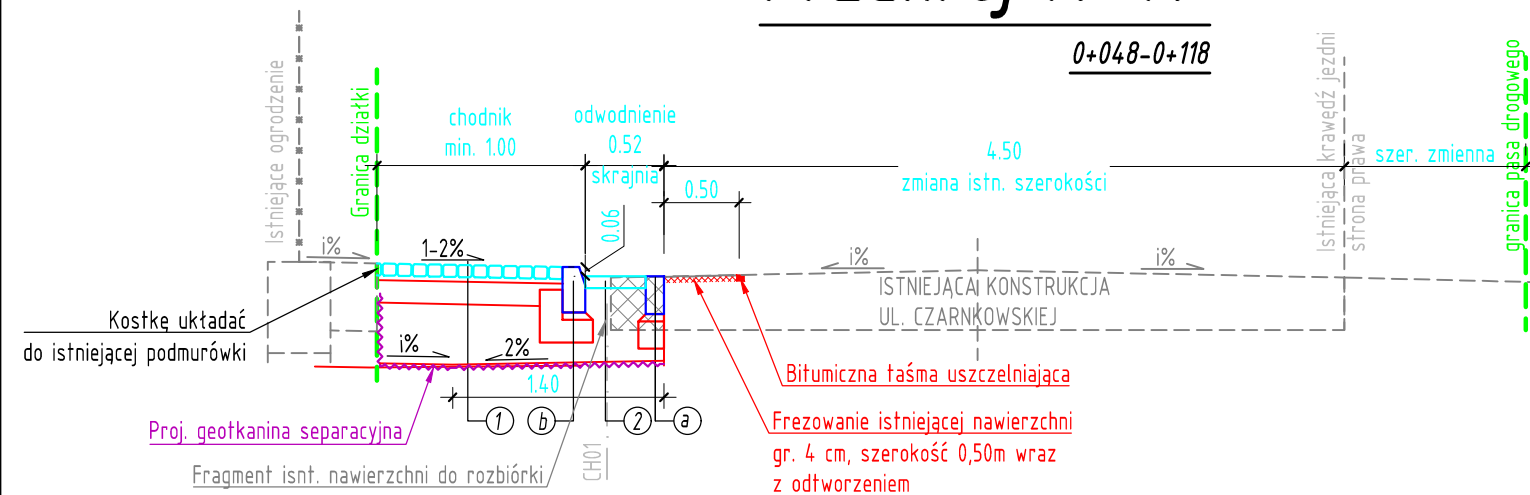 0+048-0+118
Istniejące ogrodzenie
Granica działki
chodnik
min. 1.00
odwodnienie
0.52
skrajnia
0.06
0.50
4.50
zmiana istn. szerokości
Istniejąca krawędź jezdni
strona prawa
szer. zmienna
granica pasa drogowego
i%
1-2%
i%
i%
ISTNIEJĄCA KONSTRUKCJA
UL. CZARNKOWSKIEJ
Kostkę układać
do istniejącej podmurówki
i%
2%
1.40
1
b
2
a
CH01
Proj. geotkanina separacyjna
Fragment isnt. nawierzchni do rozbiórki
Bitumiczna taśma uszczelniająca
Frezowanie istniejącej nawierzchni
gr. 4 cm, szerokość 0,50m wraz
z odtworzeniem